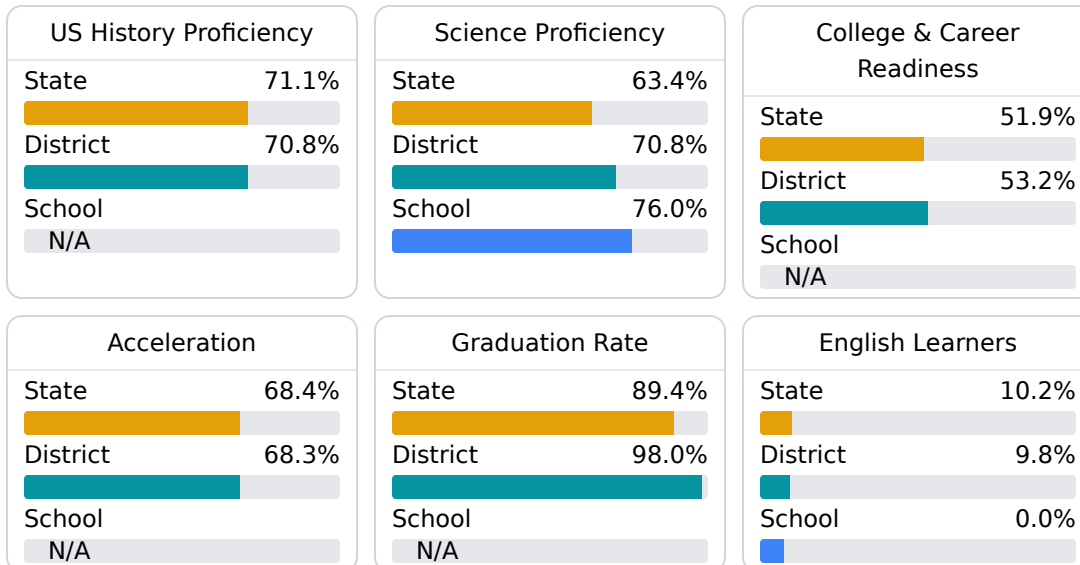 US History Proficiency
State 71.1%
District 70.8%
School
N/A
Science Proficiency
State 63.4%
District 70.8%
School 76.0%
College & Career
Readiness
State 51.9%
District 53.2%
School
N/A
Acceleration
State 68.4%
District 68.3%
School
N/A
Graduation Rate
State 89.4%
District 98.0%
School
N/A
English Learners
State 10.2%
District 9.8%
School 0.0%